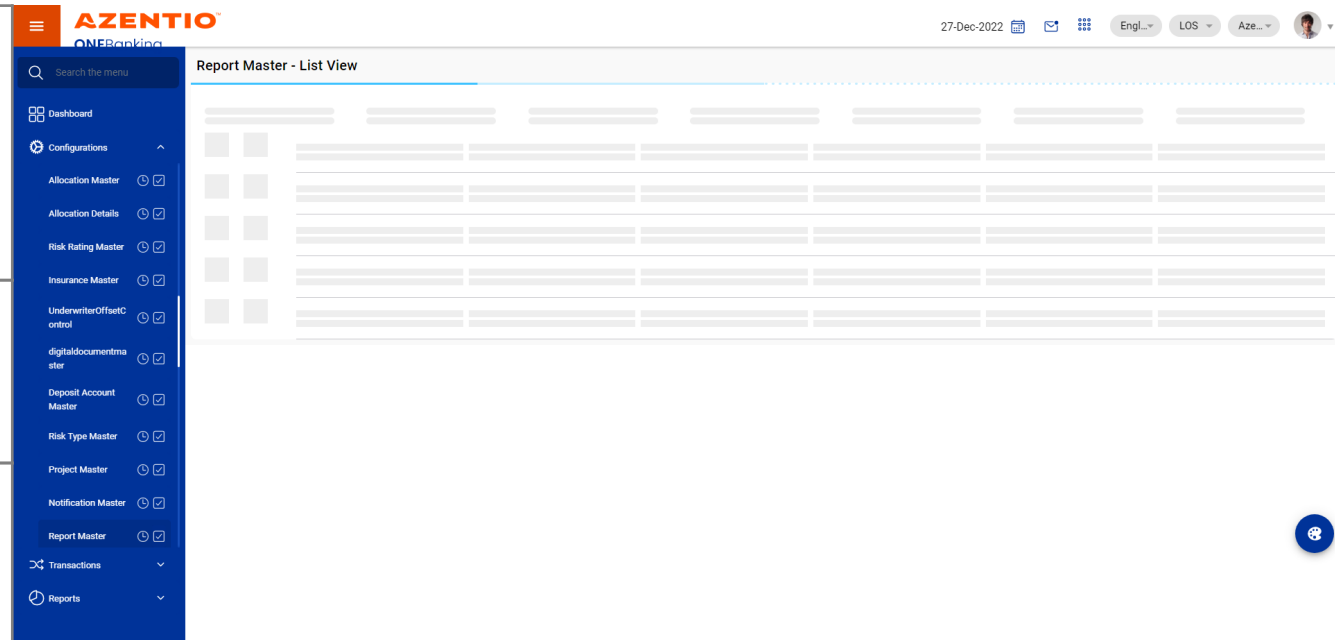 AZENTIO
ONEBanking
27-Dec-2022
Engl...
LOS
Aze...
Search the menu
Report Master - List View
Dashboard
Configurations
Allocation Master
Allocation Details
Risk Rating Master
Insurance Master
UnderwriterOffsetC
ontrol
digitaldocumentma
ster
Deposit Account
Master
Risk Type Master
Project Master
Notification Master
Report Master
Transactions
Reports